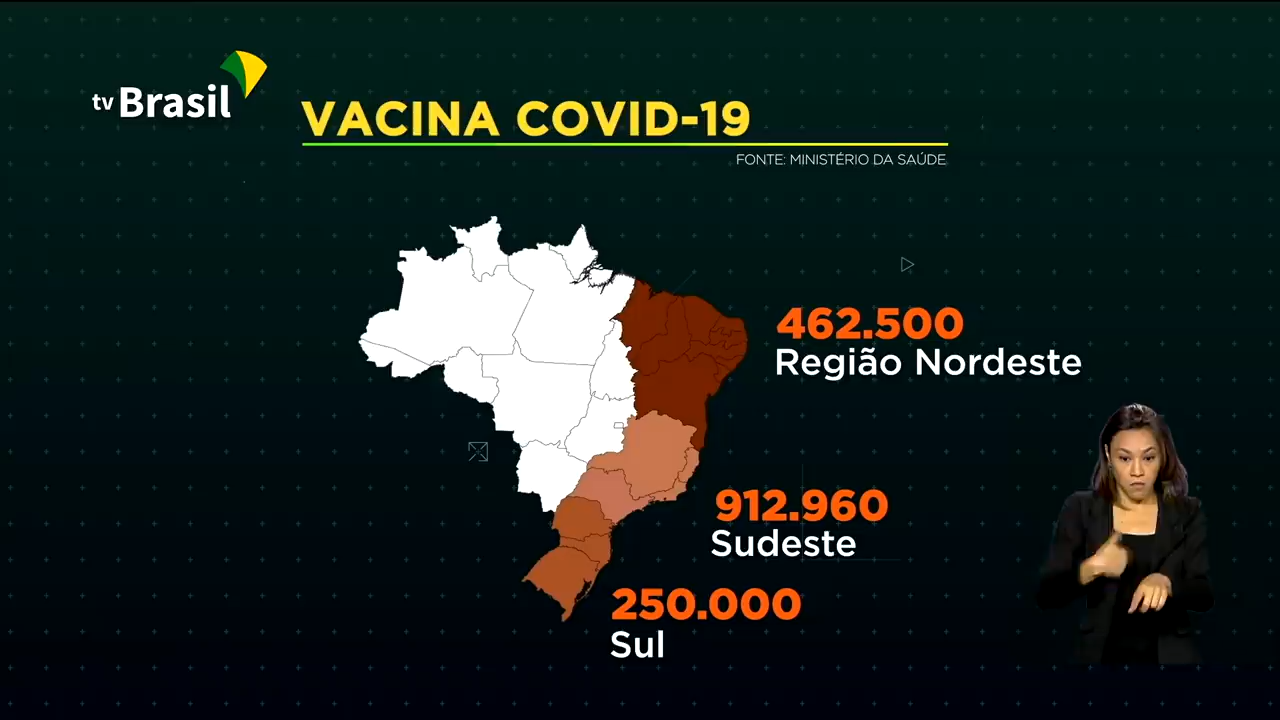 tv Brasil
VACINA COVID-19
FONTE: MINISTÉRIO DA SAÚDE
462.500
Região Nordeste
912.960
Sudeste
250.000
Sul